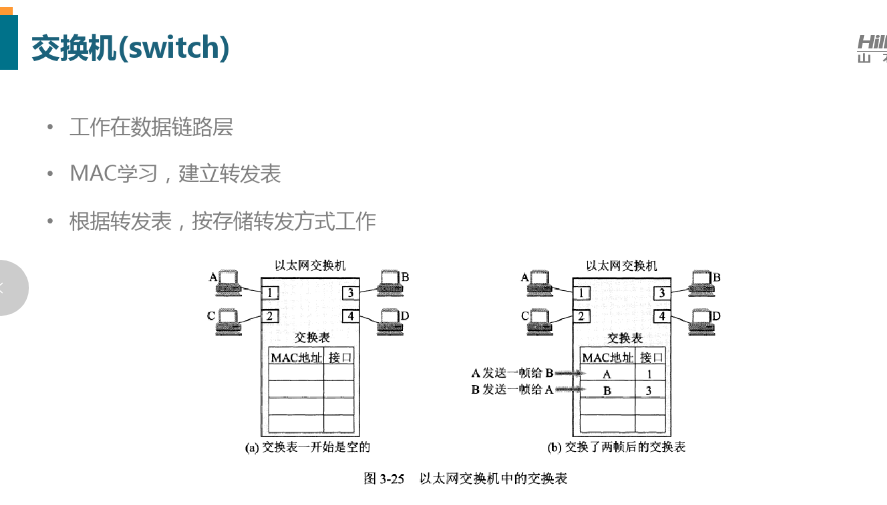 交换机(switch)
Hill
山
• 工作在数据链路层
• MAC学习，建立转发表
• 根据转发表，按存储转发方式工作
以太网交换机
A 1 3 B
C 2 4 D
交换表
MAC地址 接口
(a) 交换表一开始是空的
以太网交换机
A 1 3 B
C 2 4 D
交换表
MAC地址 接口
A 发送一帧给 B A 1
B 发送一帧给 A B 3
(b) 交换了两帧后的交换表
图 3-25 以太网交换机中的交换表